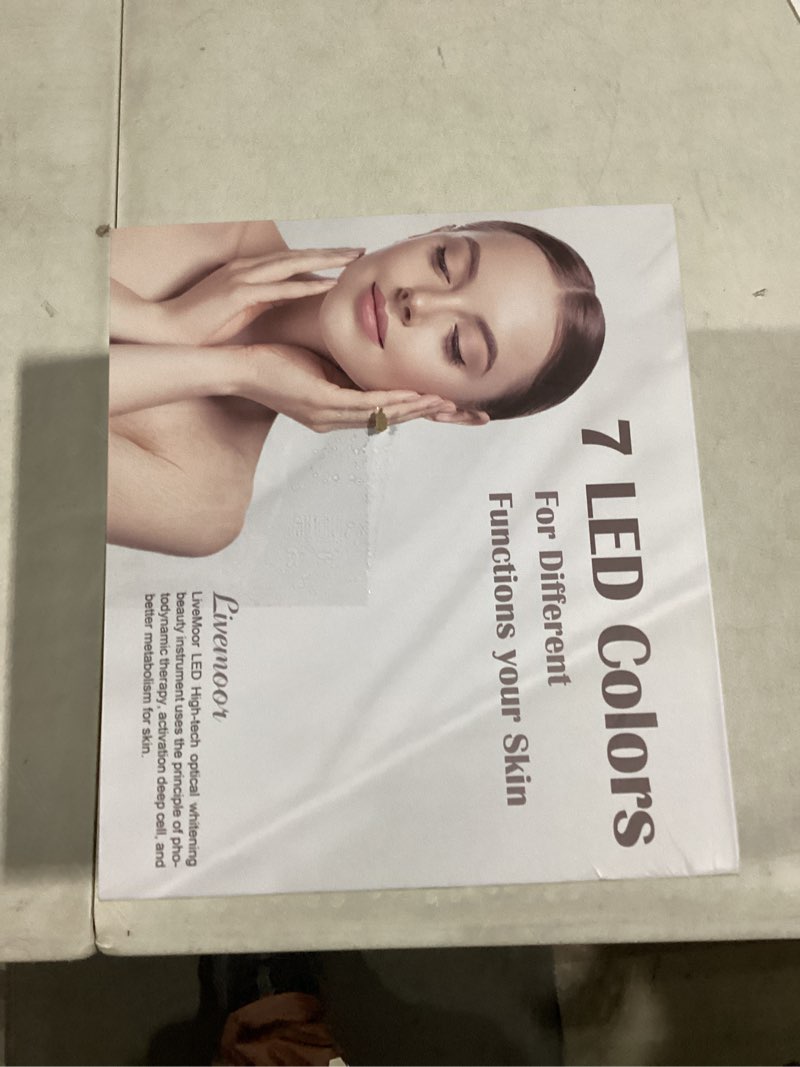 7 LED Colors
For Different
Functions your Skin
Livemoor
LiveMoor LED High-tech optical whitening
beauty instrument uses the principle of pho-
todynamic therapy, activation deep cell, and
better metabolism for skin.